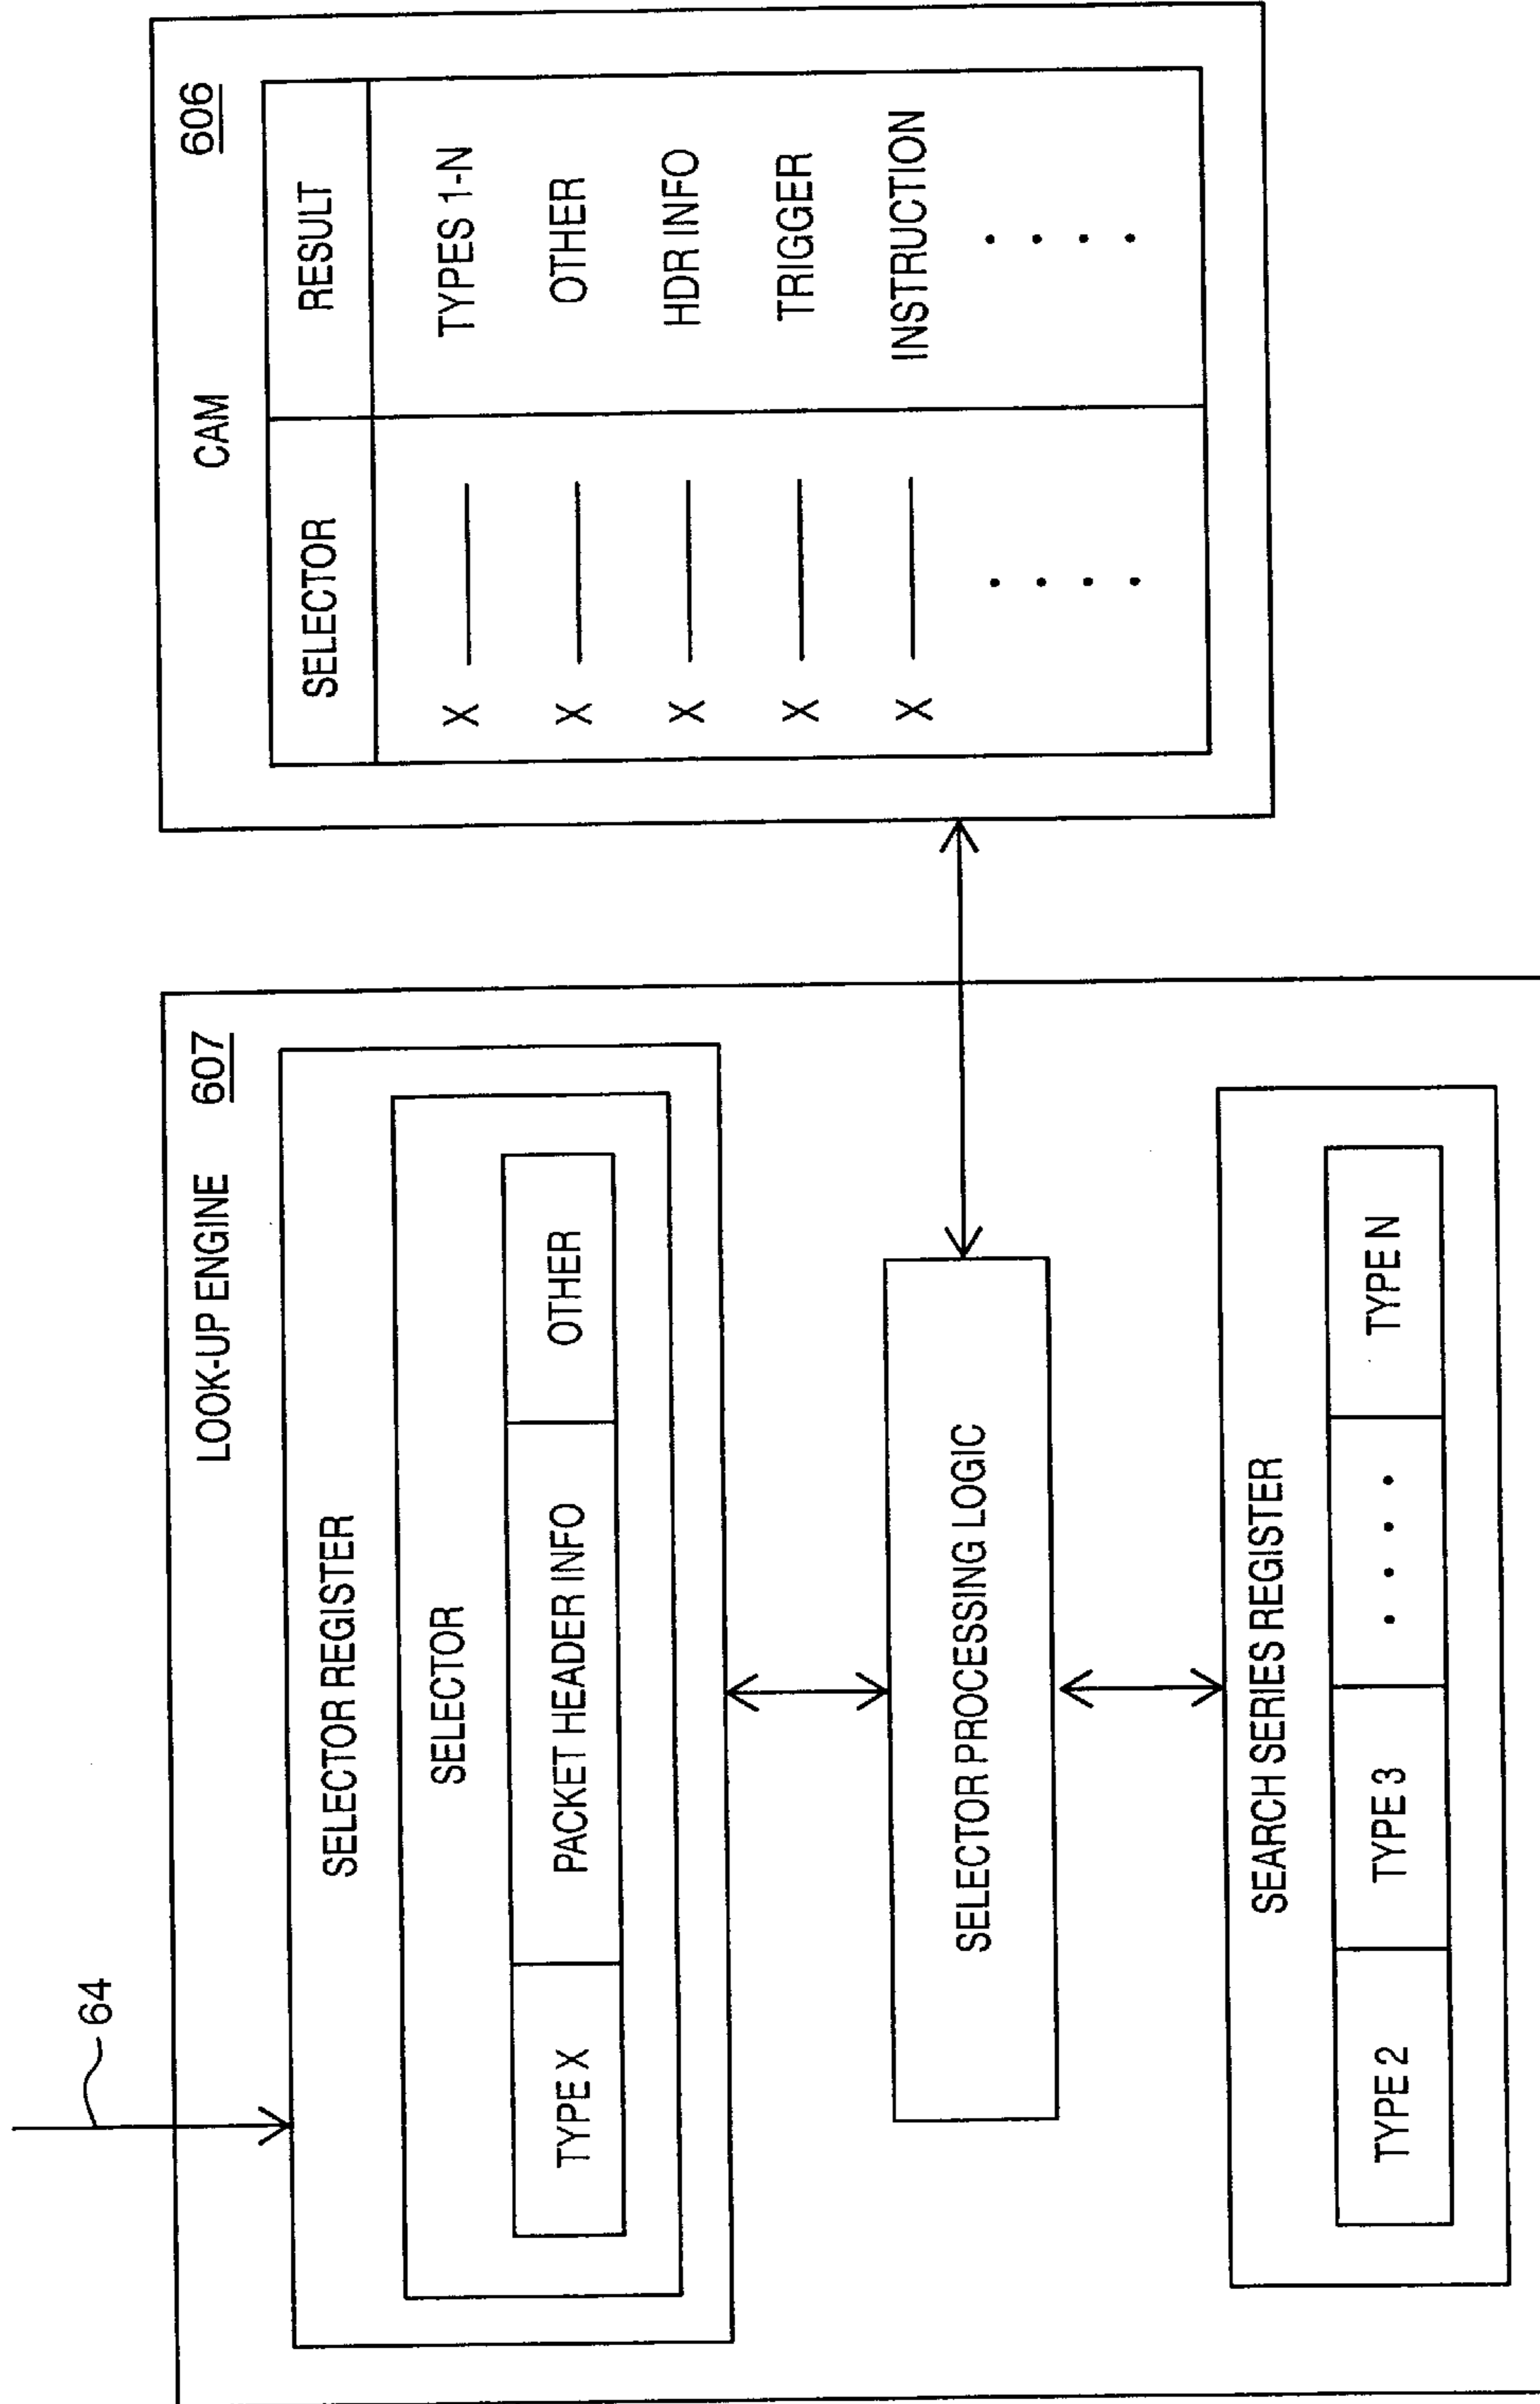 64
LOOK-UP ENGINE 607
SELECTOR REGISTER
SELECTOR
TYPE X PACKET HEADER INFO OTHER
SELECTOR PROCESSING LOGIC
SEARCH SERIES REGISTER
TYPE 2 TYPE 3 • • • • TYPE N
CAM 606
SELECTOR RESULT
X —— TYPES 1-N
X —— OTHER
X —— HDR INFO
X —— TRIGGER
X —— INSTRUCTION
• • • • • • • •